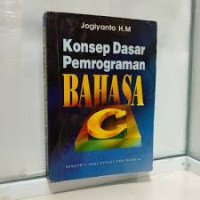 Jogiyanto H.M
Konsep Dasar
Pemrograman
BAHASA
C